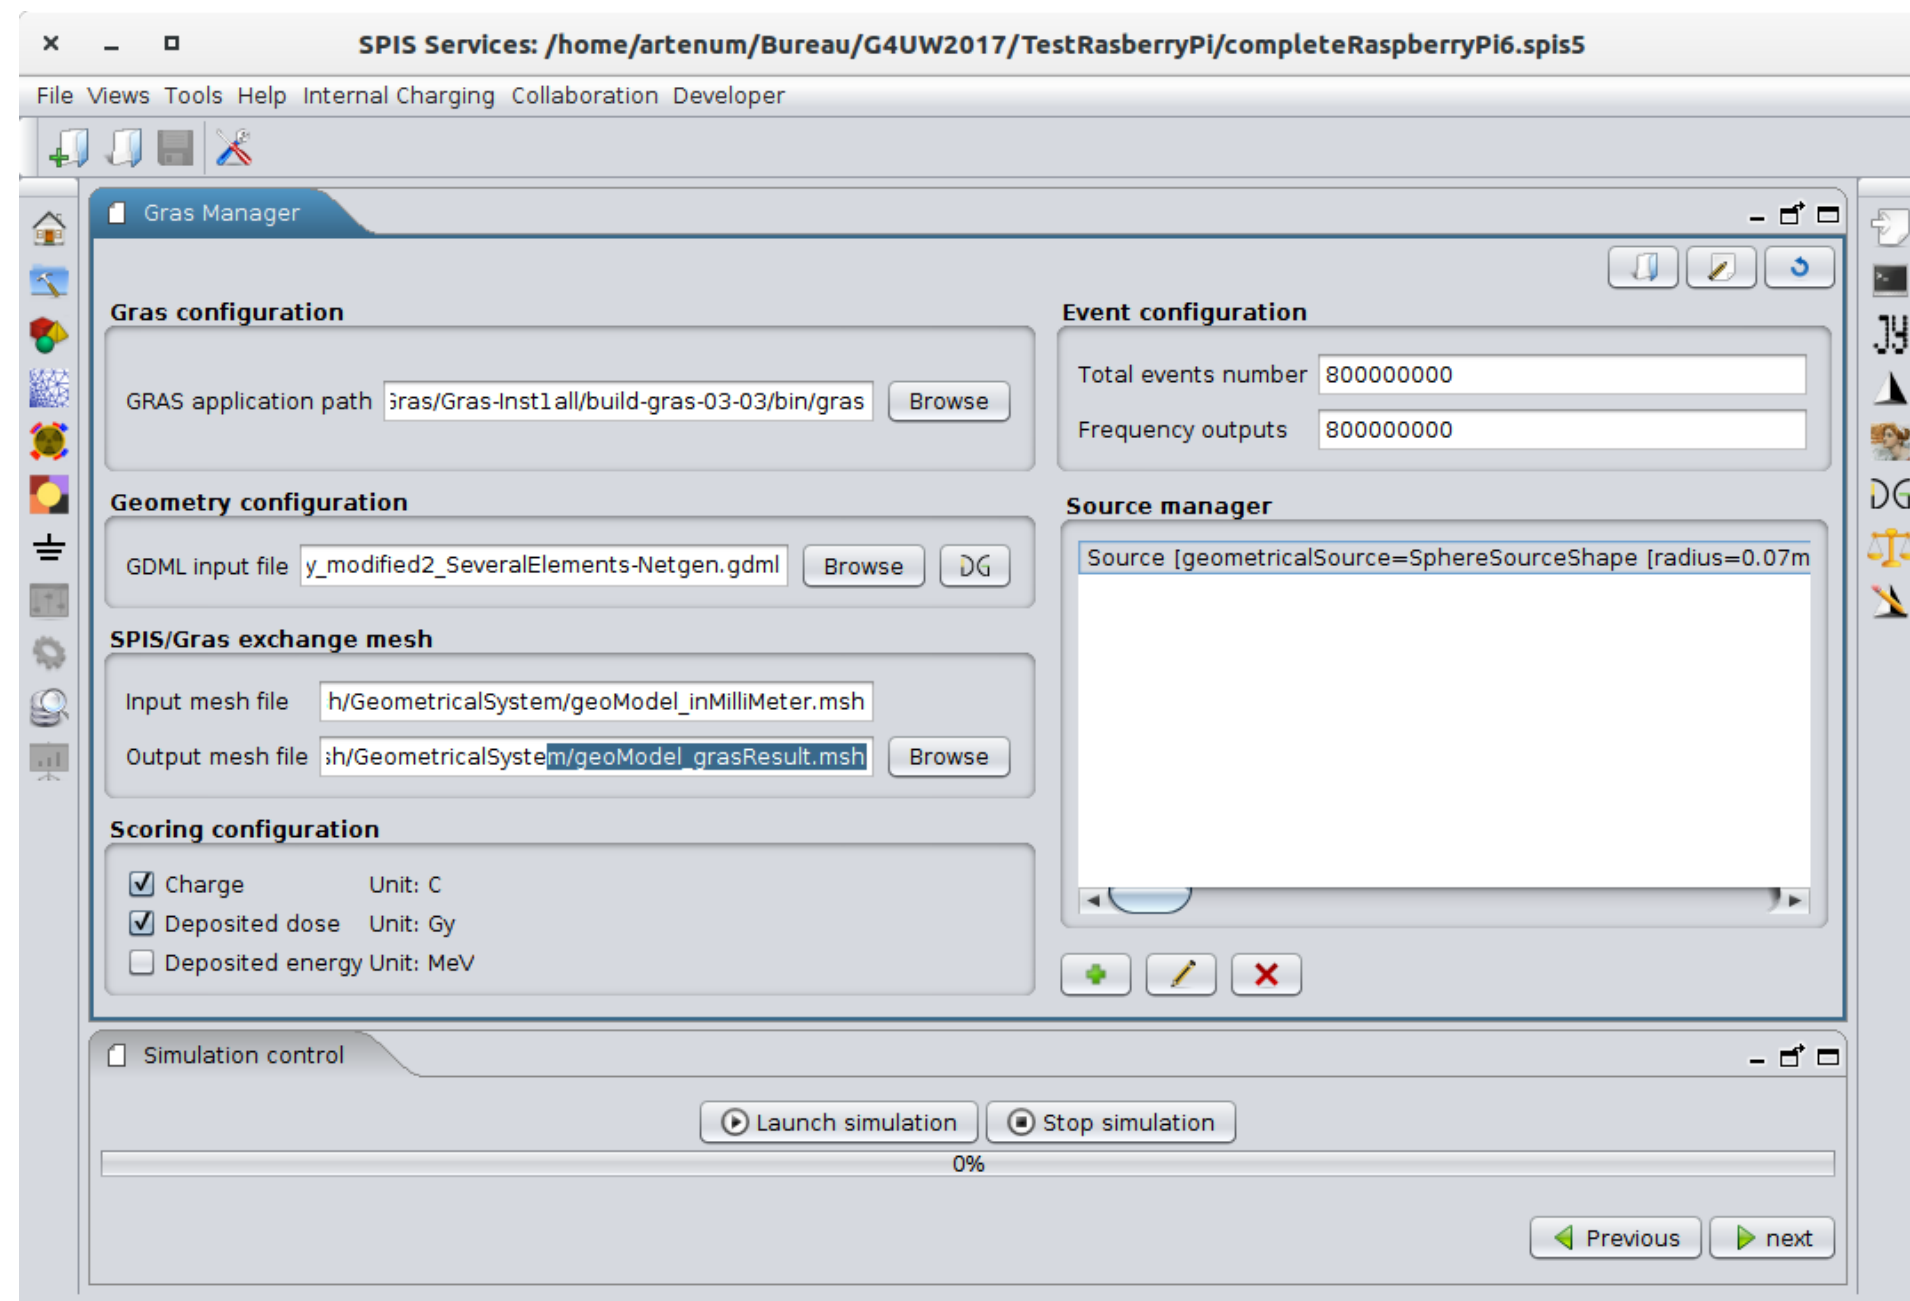 SPIS Services: /home/artenum/Bureau/G4UW2017/TestRasberryPi/completeRaspberryPi6.spis5
File Views Tools Help Internal Charging Collaboration Developer
Gras Manager
Gras configuration
GRAS application path Gras/Gras-Inst1all/build-gras-03-03/bin/gras Browse
Geometry configuration
GDML input file y_modified2_SeveralElements-Netgen.gdml Browse DG
SPIS/Gras exchange mesh
Input mesh file h/GeometricalSystem/geoModel_inMilliMeter.msh
Output mesh file sh/GeometricalSystem/geoModel_grasResult.msh Browse
Scoring configuration
Charge Unit: C
Deposited dose Unit: Gy
Deposited energy Unit: MeV
Event configuration
Total events number 800000000
Frequency outputs 800000000
Source manager
Source [geometricalSource=SphereSourceShape [radius=0.07m
JY
DG
Simulation control
Launch simulation Stop simulation
0%
Previous next